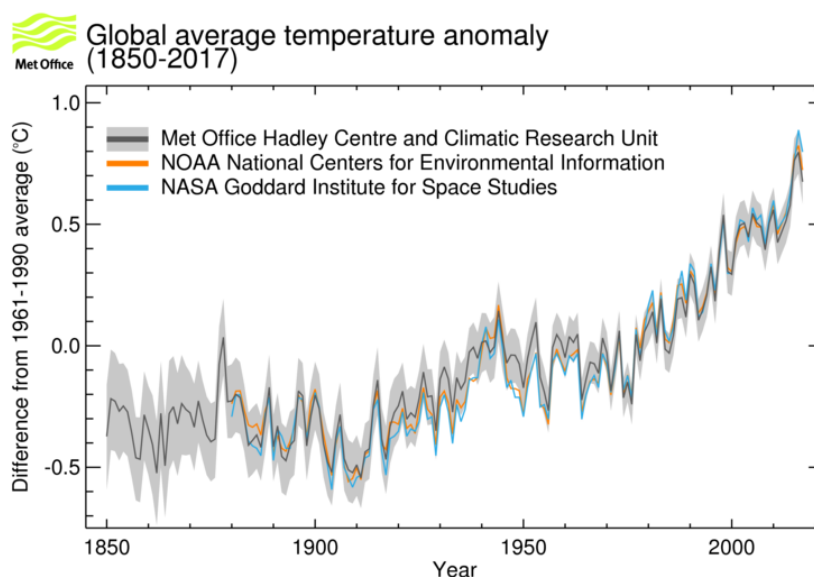 Met Office
Global average temperature anomaly
(1850-2017)
Difference from 1961-1990 average (°C)
1.0
0.5
0.0
-0.5
Met Office Hadley Centre and Climatic Research Unit
NOAA National Centers for Environmental Information
NASA Goddard Institute for Space Studies
1850
1900
1950
2000
Year